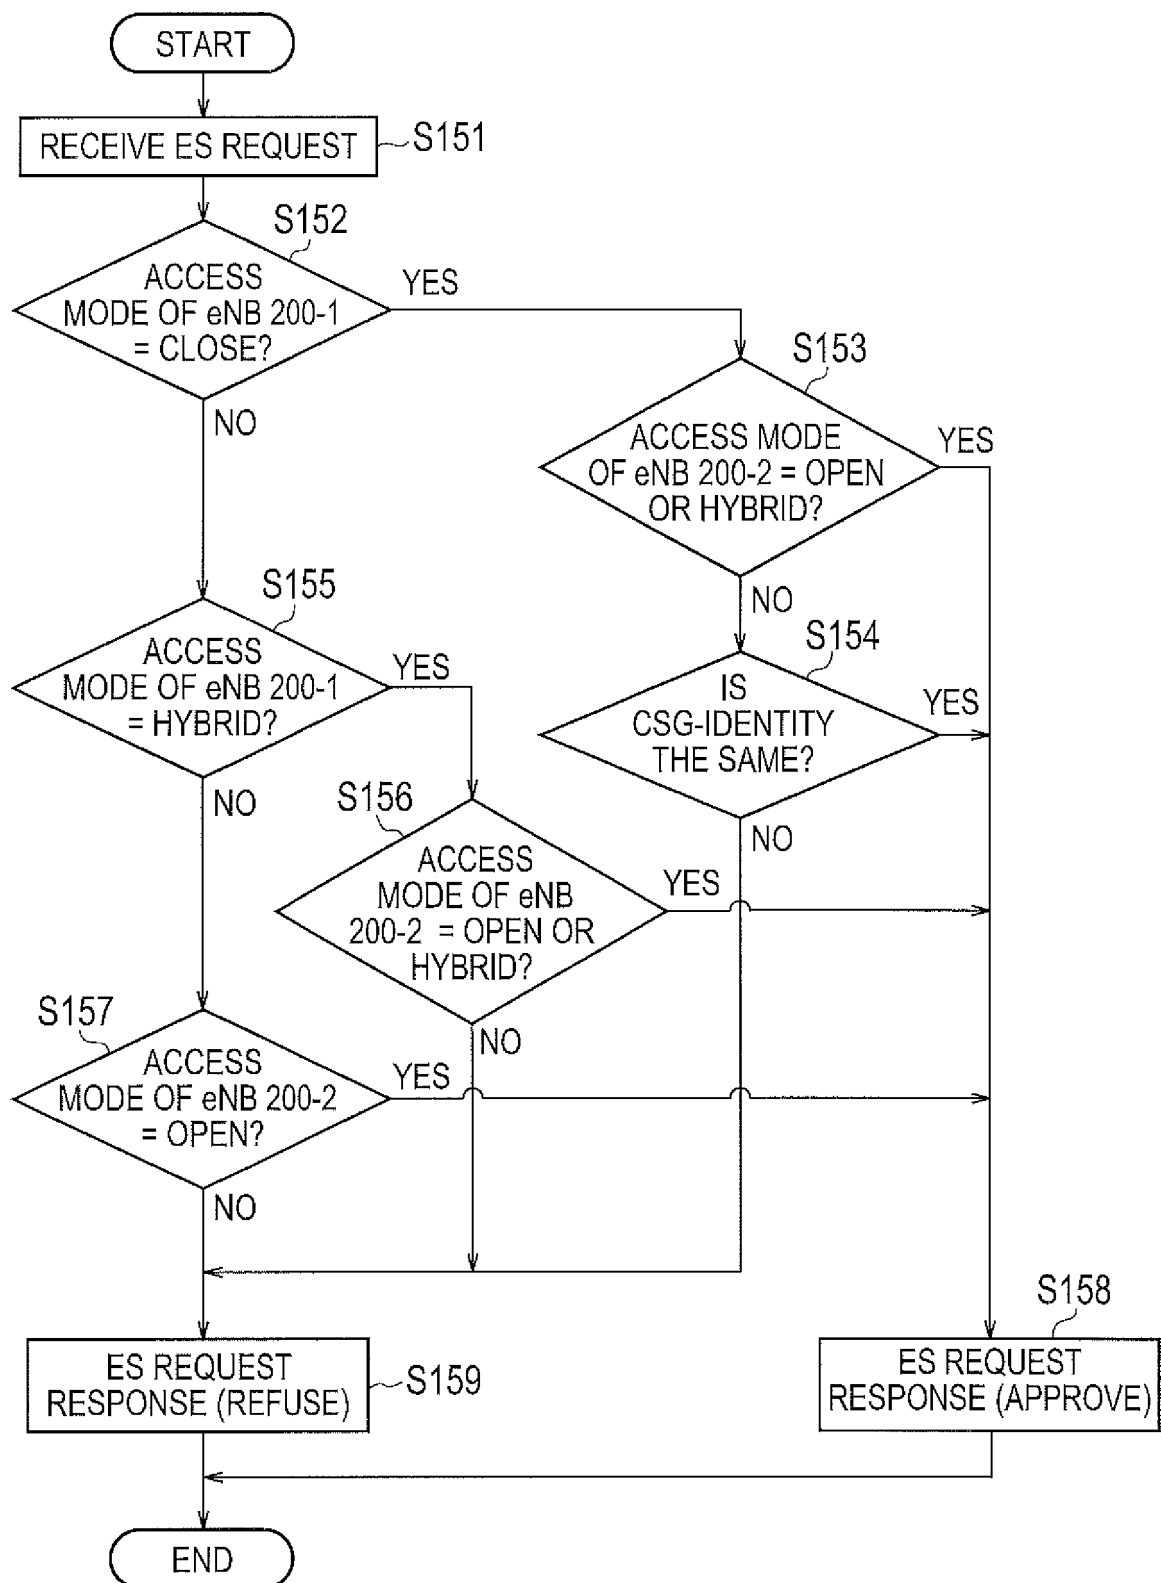 START
RECEIVE ES REQUEST
S151
S152
ACCESS
MODE OF eNB 200-1
= CLOSE?
YES
NO
S153
ACCESS MODE
OF eNB 200-2 = OPEN
OR HYBRID?
YES
NO
S154
IS
CSG-IDENTITY
THE SAME?
YES
NO
S155
ACCESS
MODE OF eNB 200-1
= HYBRID?
YES
NO
S156
ACCESS
MODE OF eNB
200-2 = OPEN OR
HYBRID?
YES
NO
S157
ACCESS
MODE OF eNB 200-2
= OPEN?
YES
NO
S158
ES REQUEST
RESPONSE (APPROVE)
ES REQUEST
RESPONSE (REFUSE)
S159
END